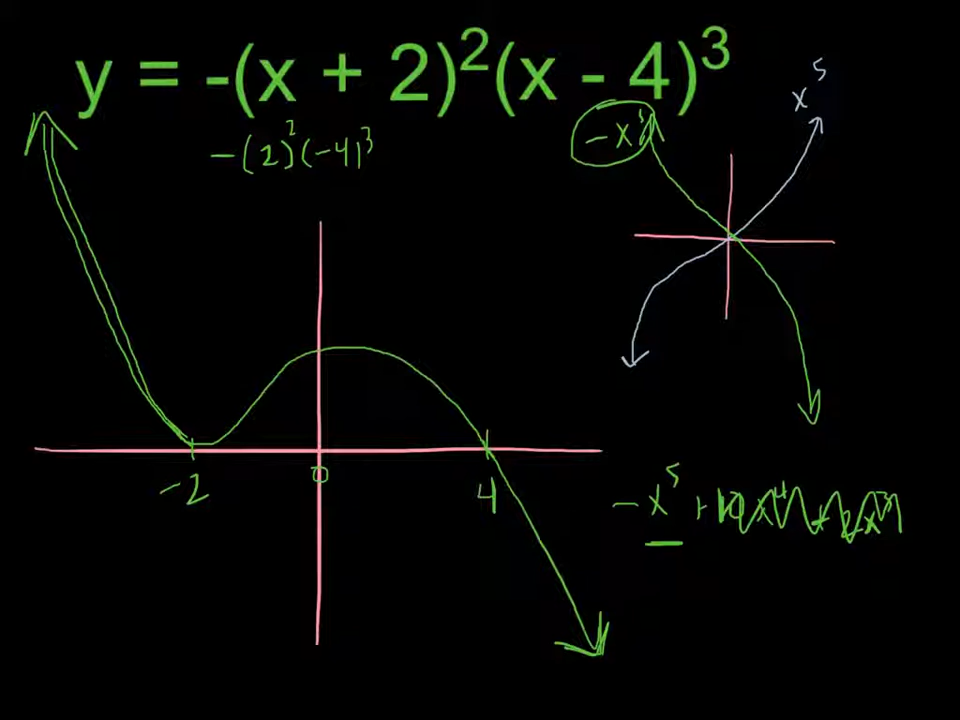 y = -(x + 2)²(x - 4)³
x⁵
-(2)²(-4)³
-x⁵
-2
0
4
-x⁵ +